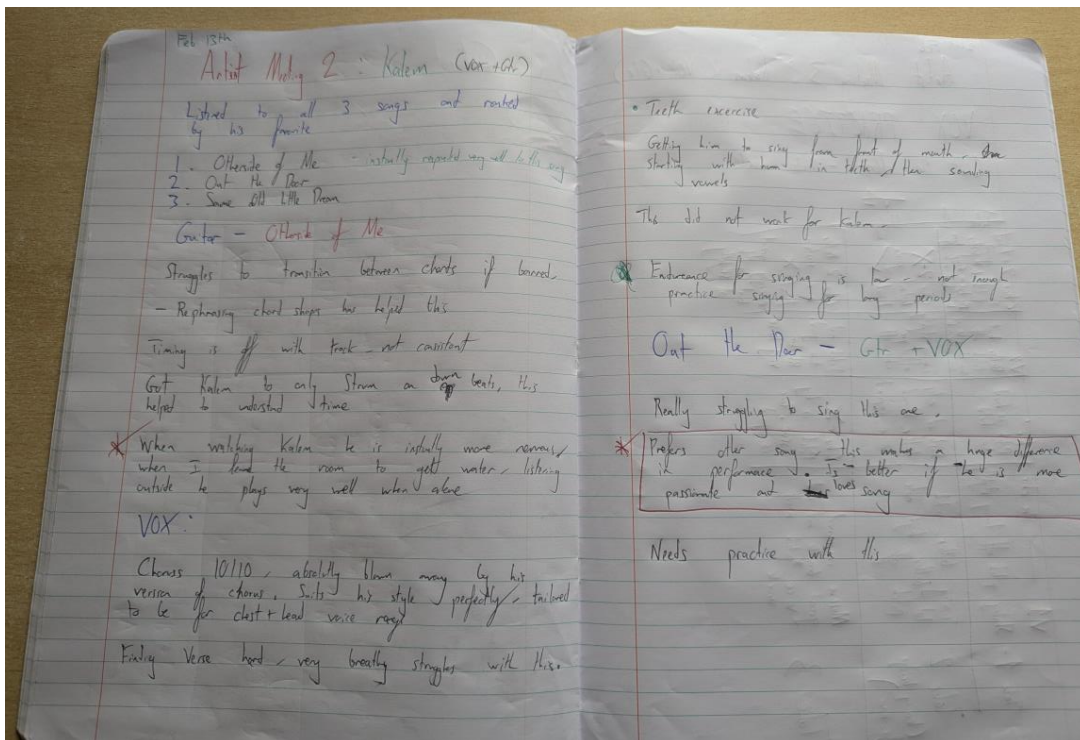 Feb 13th
Artist Meeting 2 : Kalem (VOX + Gtr)
Listened to all 3 songs and ranked
by his favorite
1. Otherside of Me - instantly responded very well to this song
2. Out the Door
3. Same Old Little Dream
Guitar - Otherside of Me
Struggles to transition between chords if barred.
- Rephrasing chord shapes has helped this
Timing is off with track - not consistent
Got Kalem to only Strum on down beats, this
helped to understand time
When watching Kalem he is instantly more nervous,
when I leave the room to get water, listening
outside he plays very well when alone
VOX:
Choruss 10/10, absolutly blown away by his
version of chorus. Suits his style perfectly, tailored
to be for chest + head voice range
Finding Verse hard, very breathy struggles with this.
• Teeth excercise
Getting him to sing from front of mouth.
starting with hum in teeth, then sounding
vowels
This did not work for Kalem.
Endureance for singing is low - not enough
practice singing for long periods
Out the Door - Gtr + VOX
Really struggling to sing this one.
Prefers other song, this makes a huge difference
in performance. Is better if he is more
passionate and loves song
Needs practice with this